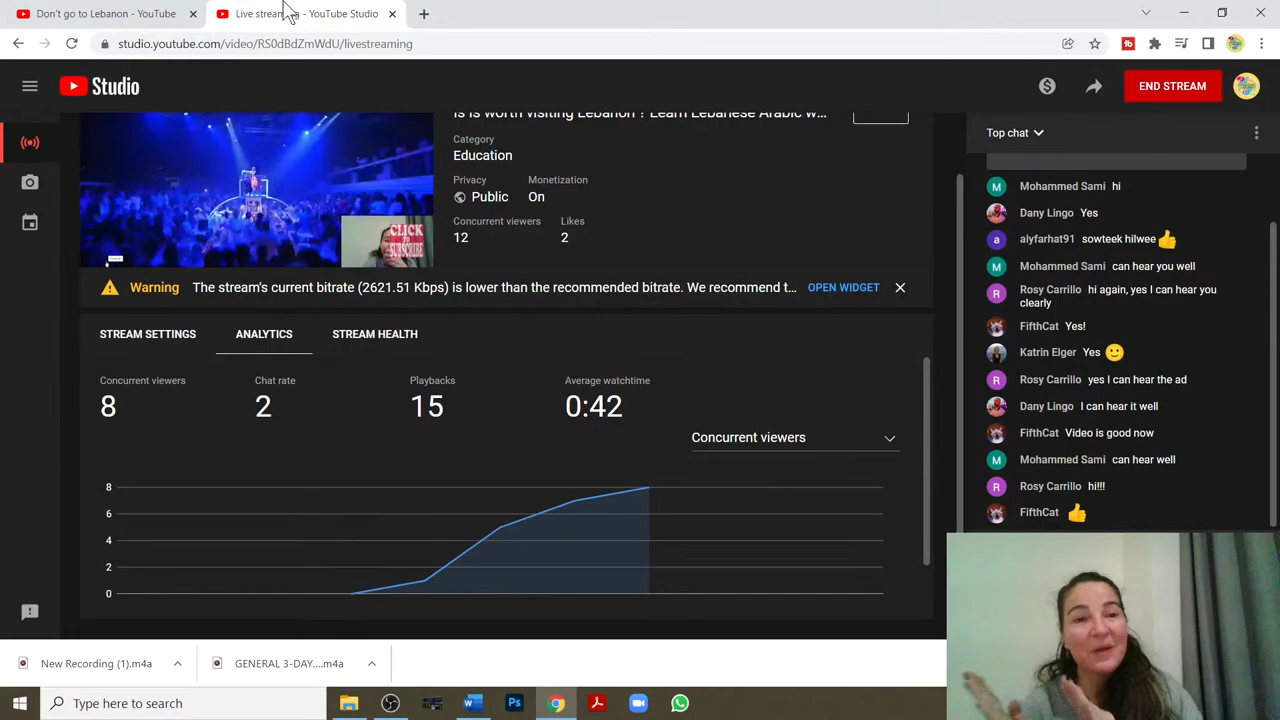 Don't go to Lebanon - YouTube
Live stream - YouTube Studio
studio.youtube.com/video/RS0dBdZmWdU/livestreaming
Studio
END STREAM
Is is worth visiting Lebanon ? Learn Lebanese Arabic w...
Category
Education
Privacy
Monetization
Public
On
Concurrent viewers
Likes
12
2
CLICK
TO
SUBSCRIBE
Warning The stream's current bitrate (2621.51 Kbps) is lower than the recommended bitrate. We recommend t... OPEN WIDGET
STREAM SETTINGS
ANALYTICS
STREAM HEALTH
Concurrent viewers
Chat rate
Playbacks
Average watchtime
8
2
15
0:42
Concurrent viewers
8
6
4
2
0
Top chat
Mohammed Sami hi
Dany Lingo Yes
alyfarhat91 sowteek hilwee👍
Mohammed Sami can hear you well
Rosy Carrillo hi again, yes I can hear you
clearly
FifthCat Yes!
Katrin Elger Yes 🙂
Rosy Carrillo yes I can hear the ad
Dany Lingo I can hear it well
FifthCat Video is good now
Mohammed Sami can hear well
Rosy Carrillo hi!!!
FifthCat 👍
New Recording (1).m4a
GENERAL 3-DAY....m4a
Type here to search